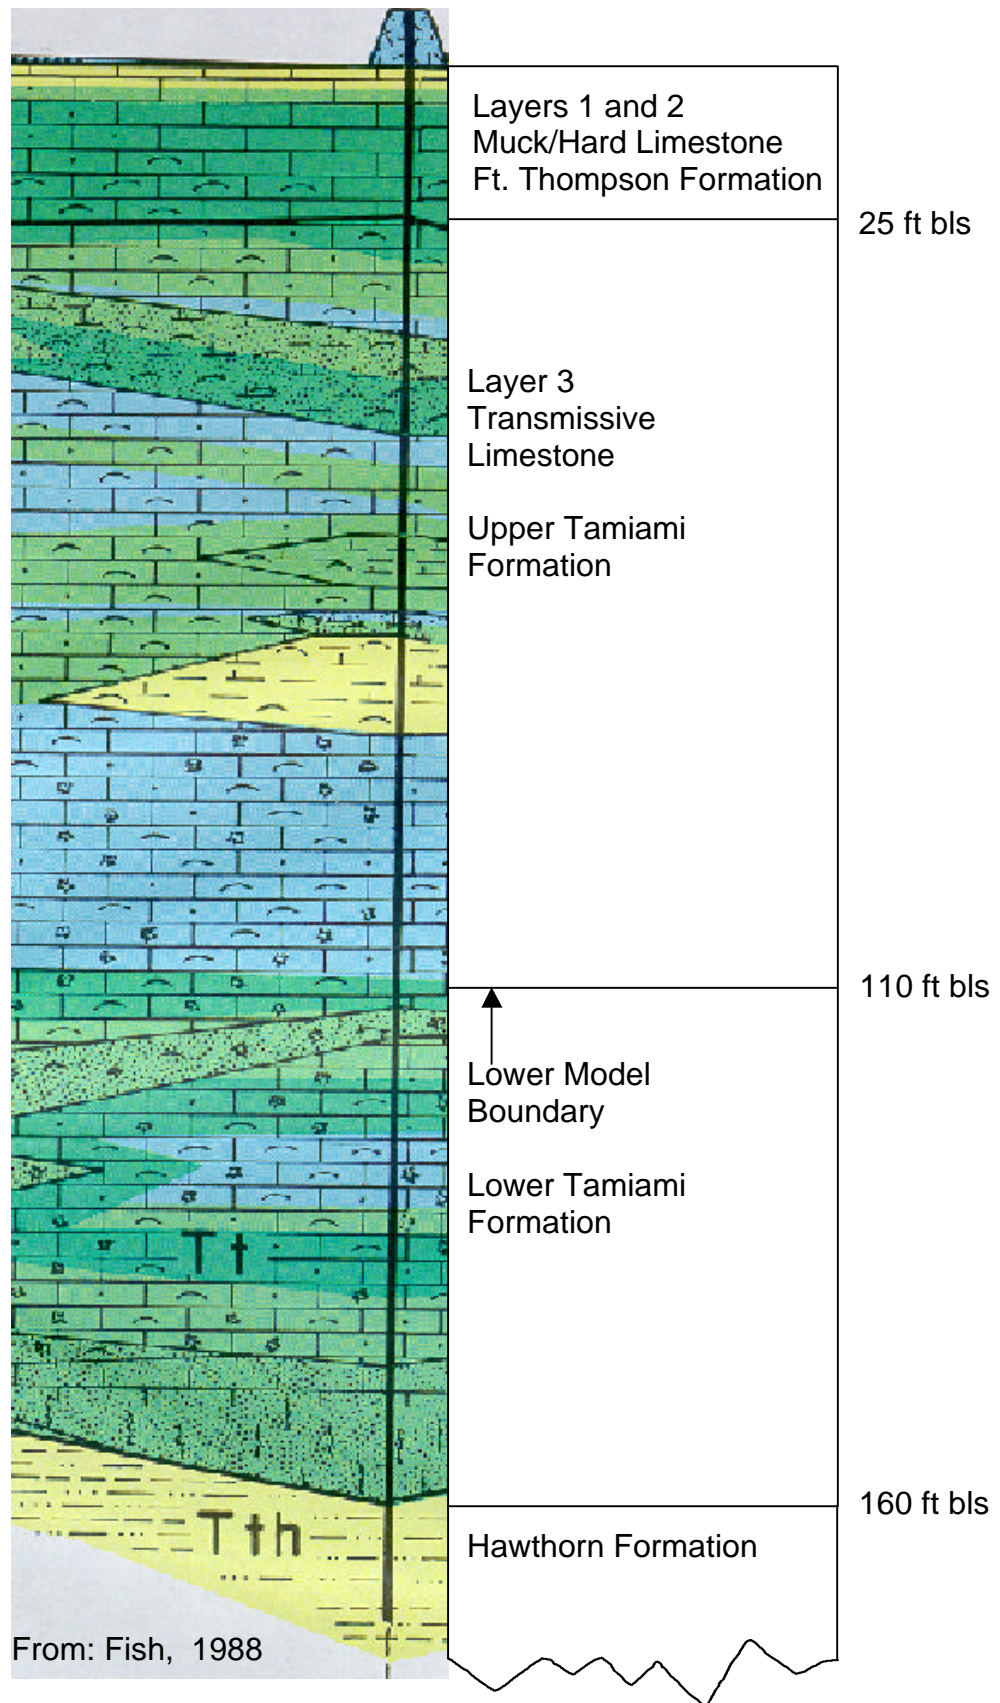 Layers 1 and 2
Muck/Hard Limestone
Ft. Thompson Formation
25 ft bls
Layer 3
Transmissive
Limestone
Upper Tamiami
Formation
110 ft bls
Lower Model
Boundary
Lower Tamiami
Formation
Tt
160 ft bls
Tth
Hawthorn Formation
From: Fish, 1988